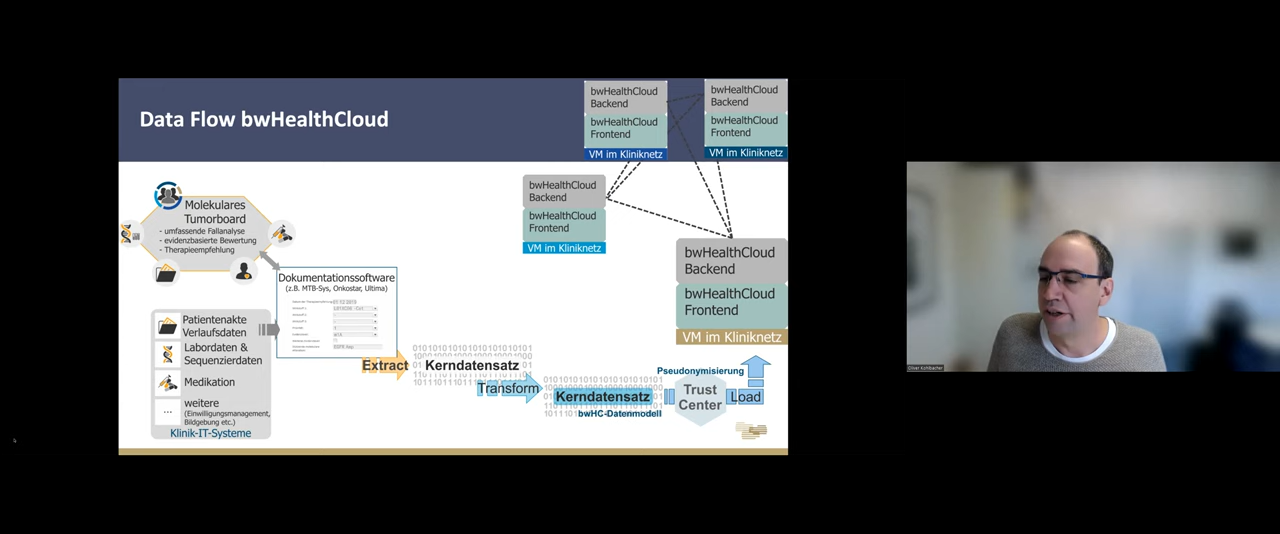 Data Flow bwHealthCloud
bwHealthCloud
Backend
bwHealthCloud
Frontend
VM im Kliniknetz
bwHealthCloud
Backend
bwHealthCloud
Frontend
VM im Kliniknetz
bwHealthCloud
Backend
bwHealthCloud
Frontend
VM im Kliniknetz
bwHealthCloud
Backend
bwHealthCloud
Frontend
VM im Kliniknetz
Molekulares
Tumorboard
- umfassende Fallanalyse
- evidenzbasierte Bewertung
- Therapieempfehlung
Dokumentationssoftware
(z.B. MTB-Sys, Onkostar, Ultima)
Patientenakte
Verlaufsdaten
Labordaten &
Sequenzierdaten
Medikation
...
weitere
(Einwilligungsmanagement,
Bildgebung etc.)
Klinik-IT-Systeme
Extract
Kerndatensatz
Transform
Kerndatensatz
bwHC-Datenmodell
Pseudonymisierung
Trust
Center
Load
Oliver Kohlbacher